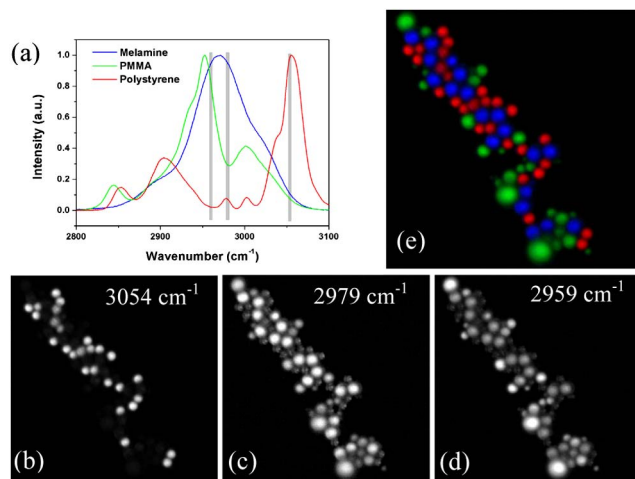 (a)
Melamine
PMMA
Polystyrene
1.0
0.8
0.6
0.4
0.2
0.0
Intensity (a.u.)
2800 2900 3000 3100
Wavenumber (cm⁻¹)
(e)
3054 cm⁻¹
(b)
2979 cm⁻¹
(c)
2959 cm⁻¹
(d)